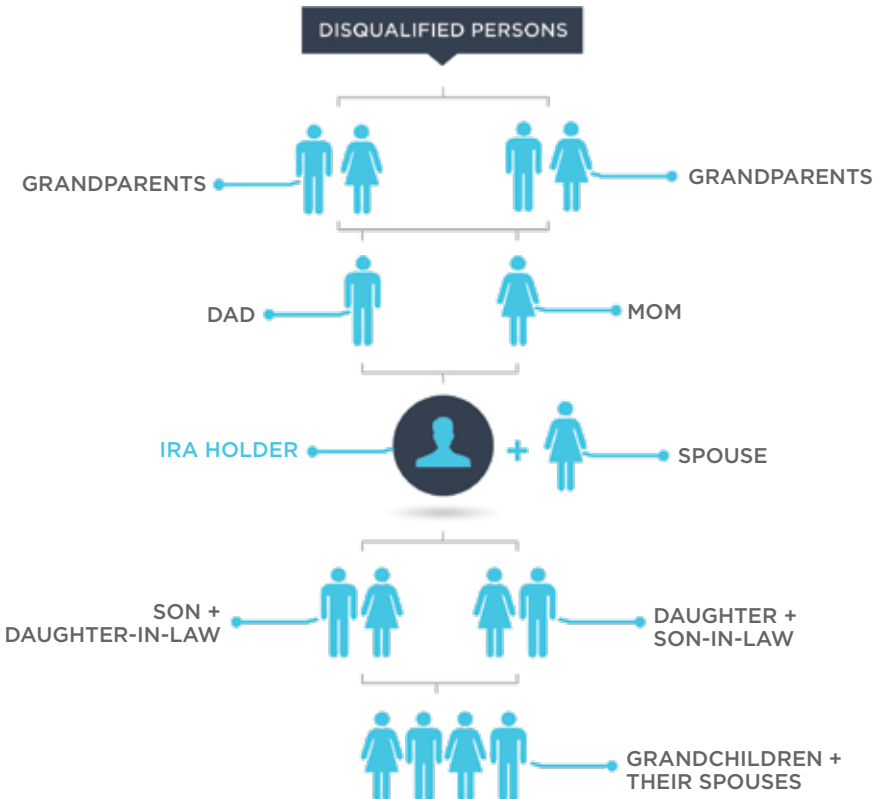 DISQUALIFIED PERSONS
GRANDPARENTS
GRANDPARENTS
DAD
MOM
IRA HOLDER
SPOUSE
SON +
DAUGHTER-IN-LAW
DAUGHTER +
SON-IN-LAW
GRANDCHILDREN +
THEIR SPOUSES